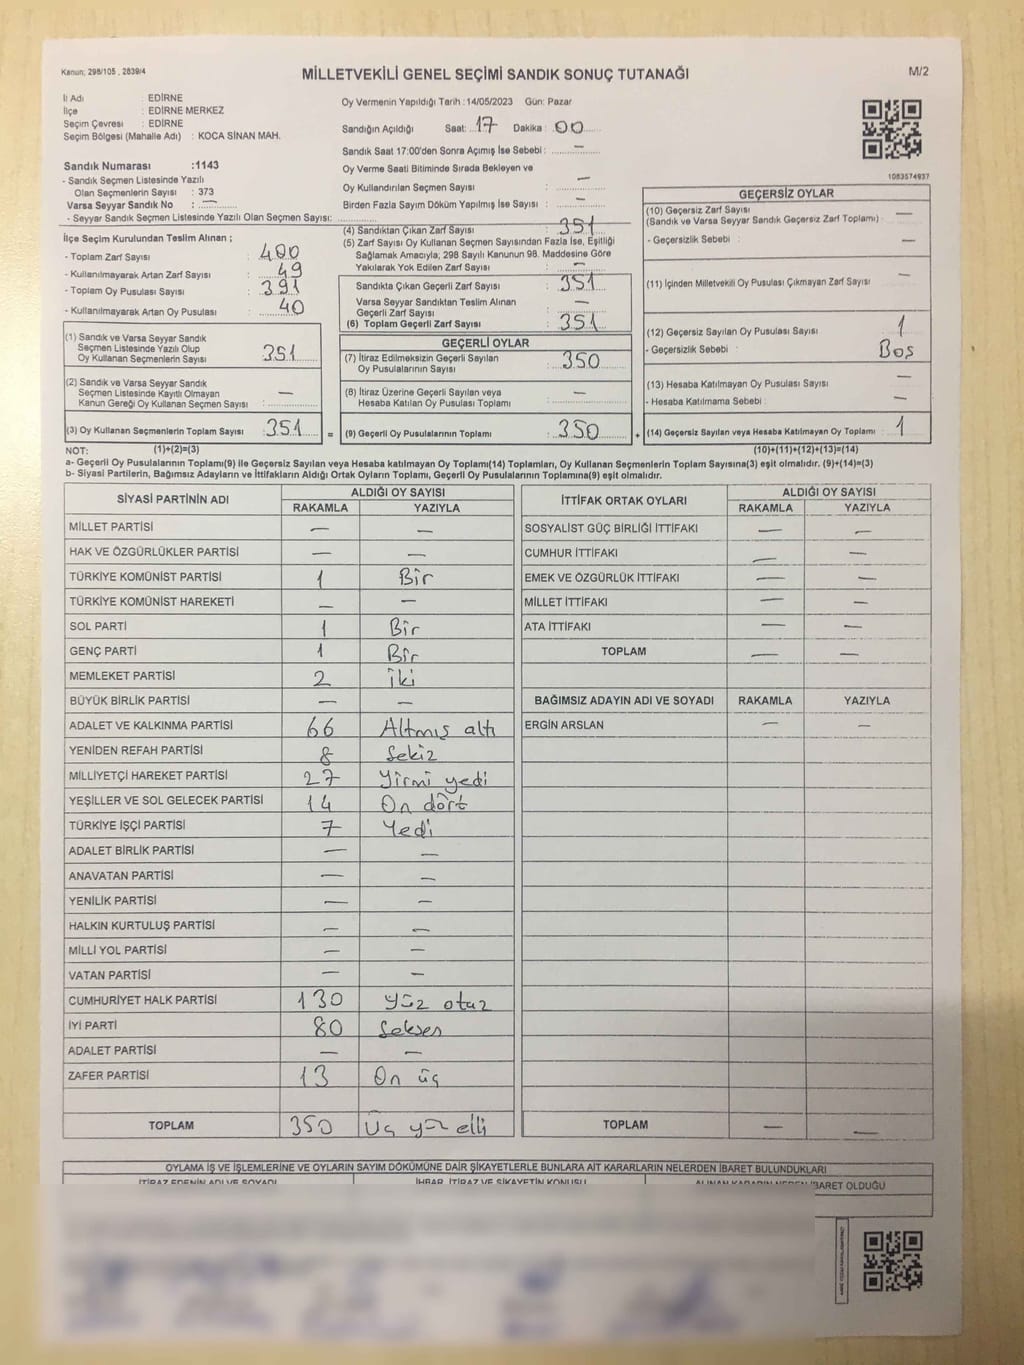 Kanun; 298/105 , 2839/4
MİLLETVEKİLİ GENEL SEÇİMİ SANDIK SONUÇ TUTANAĞI
M/2
İl Adı : EDİRNE
İlçe : EDİRNE MERKEZ
Seçim Çevresi : EDİRNE
Seçim Bölgesi (Mahalle Adı) : KOCA SİNAN MAH.
Sandık Numarası :1143
- Sandık Seçmen Listesinde Yazılı
Olan Seçmenlerin Sayısı : 373
Varsa Seyyar Sandık No : —
- Seyyar Sandık Seçmen Listesinde Yazılı Olan Seçmen Sayısı:
Oy Vermenin Yapıldığı Tarih :14/05/2023 Gün: Pazar
Sandığın Açıldığı Saat: 17 Dakika : 00
Sandık Saat 17:00'den Sonra Açımış İse Sebebi : —
Oy Verme Saati Bitiminde Sırada Bekleyen ve
Oy Kullandırılan Seçmen Sayısı : —
Birden Fazla Sayım Döküm Yapılmış İse Sayısı : —
1083574937
İlçe Seçim Kurulundan Teslim Alınan ;
- Toplam Zarf Sayısı : 400
- Kullanılmayarak Artan Zarf Sayısı : 49
- Toplam Oy Pusulası Sayısı : 391
- Kullanılmayarak Artan Oy Pusulası : 40
(1) Sandık ve Varsa Seyyar Sandık
Seçmen Listesinde Yazılı Olup
Oy Kullanan Seçmenlerin Sayısı : 351
(2) Sandık ve Varsa Seyyar Sandık
Seçmen Listesinde Kayıtlı Olmayan
Kanun Gereği Oy Kullanan Seçmen Sayısı : —
(3) Oy Kullanan Seçmenlerin Toplam Sayısı : 351 =
(4) Sandıktan Çıkan Zarf Sayısı : 351
(5) Zarf Sayısı Oy Kullanan Seçmen Sayısından Fazla İse, Eşitliği
Sağlamak Amacıyla; 298 Sayılı Kanunun 98. Maddesine Göre
Yakılarak Yok Edilen Zarf Sayısı : —
Sandıkta Çıkan Geçerli Zarf Sayısı : 351
Varsa Seyyar Sandıktan Teslim Alınan
Geçerli Zarf Sayısı : —
(6) Toplam Geçerli Zarf Sayısı : 351
GEÇERLİ OYLAR
(7) İtiraz Edilmeksizin Geçerli Sayılan
Oy Pusulalarının Sayısı : 350
(8) İtiraz Üzerine Geçerli Sayılan veya
Hesaba Katılan Oy Pusulası Toplamı : —
(9) Geçerli Oy Pusulalarının Toplamı : 350 +
GEÇERSİZ OYLAR
(10) Geçersiz Zarf Sayısı —
(Sandık ve Varsa Seyyar Sandık Geçersiz Zarf Toplamı) :
- Geçersizlik Sebebi : —
(11) İçinden Milletvekili Oy Pusulası Çıkmayan Zarf Sayısı : —
(12) Geçersiz Sayılan Oy Pusulası Sayısı : 1
- Geçersizlik Sebebi : Boş
(13) Hesaba Katılmayan Oy Pusulası Sayısı : —
- Hesaba Katılmama Sebebi : —
(14) Geçersiz Sayılan veya Hesaba Katılmayan Oy Toplamı : 1
NOT: (1)+(2)=(3) (10)+(11)+(12)+(13)=(14)
a- Geçerli Oy Pusulalarının Toplamı(9) ile Geçersiz Sayılan veya Hesaba katılmayan Oy Toplamı(14) Toplamları, Oy Kullanan Seçmenlerin Toplam Sayısına(3) eşit olmalıdır. (9)+(14)=(3)
b- Siyasi Partilerin, Bağımsız Adayların ve İttifakların Aldığı Ortak Oyların Toplamı, Geçerli Oy Pusulalarının Toplamına(9) eşit olmalıdır.
SİYASİ PARTİNİN ADI ALDIĞI OY SAYISI
RAKAMLA YAZIYLA
MİLLET PARTİSİ — —
HAK VE ÖZGÜRLÜKLER PARTİSİ — —
TÜRKİYE KOMÜNİST PARTİSİ 1 Bir
TÜRKİYE KOMÜNİST HAREKETİ — —
SOL PARTİ 1 Bir
GENÇ PARTİ 1 Bir
MEMLEKET PARTİSİ 2 İki
BÜYÜK BİRLİK PARTİSİ — —
ADALET VE KALKINMA PARTİSİ 66 Altmış altı
YENİDEN REFAH PARTİSİ 8 Sekiz
MİLLİYETÇİ HAREKET PARTİSİ 27 Yirmi yedi
YEŞİLLER VE SOL GELECEK PARTİSİ 14 On dört
TÜRKİYE İŞÇİ PARTİSİ 7 Yedi
ADALET BİRLİK PARTİSİ — —
ANAVATAN PARTİSİ — —
YENİLİK PARTİSİ — —
HALKIN KURTULUŞ PARTİSİ — —
MİLLİ YOL PARTİSİ — —
VATAN PARTİSİ — —
CUMHURİYET HALK PARTİSİ 130 Yüz otuz
İYİ PARTİ 80 Seksen
ADALET PARTİSİ — —
ZAFER PARTİSİ 13 On üç
TOPLAM 350 Üç yüz elli
İTTİFAK ORTAK OYLARI ALDIĞI OY SAYISI
RAKAMLA YAZIYLA
SOSYALİST GÜÇ BİRLİĞİ İTTİFAKI — —
CUMHUR İTTİFAKI — —
EMEK VE ÖZGÜRLÜK İTTİFAKI — —
MİLLET İTTİFAKI — —
ATA İTTİFAKI — —
TOPLAM — —
BAĞIMSIZ ADAYIN ADI VE SOYADI RAKAMLA YAZIYLA
ERGİN ARSLAN — —
TOPLAM — —
OYLAMA İŞ VE İŞLEMLERİNE VE OYLARIN SAYIM DÖKÜMÜNE DAİR ŞİKAYETLERLE BUNLARA AİT KARARLARIN NELERDEN İBARET BULUNDUKLARI
İTİRAZ EDENİN ADI VE SOYADI İHBAR, İTİRAZ VE ŞİKAYETİN KONUSU ALINAN KARARIN NEDEN İBARET OLDUĞU